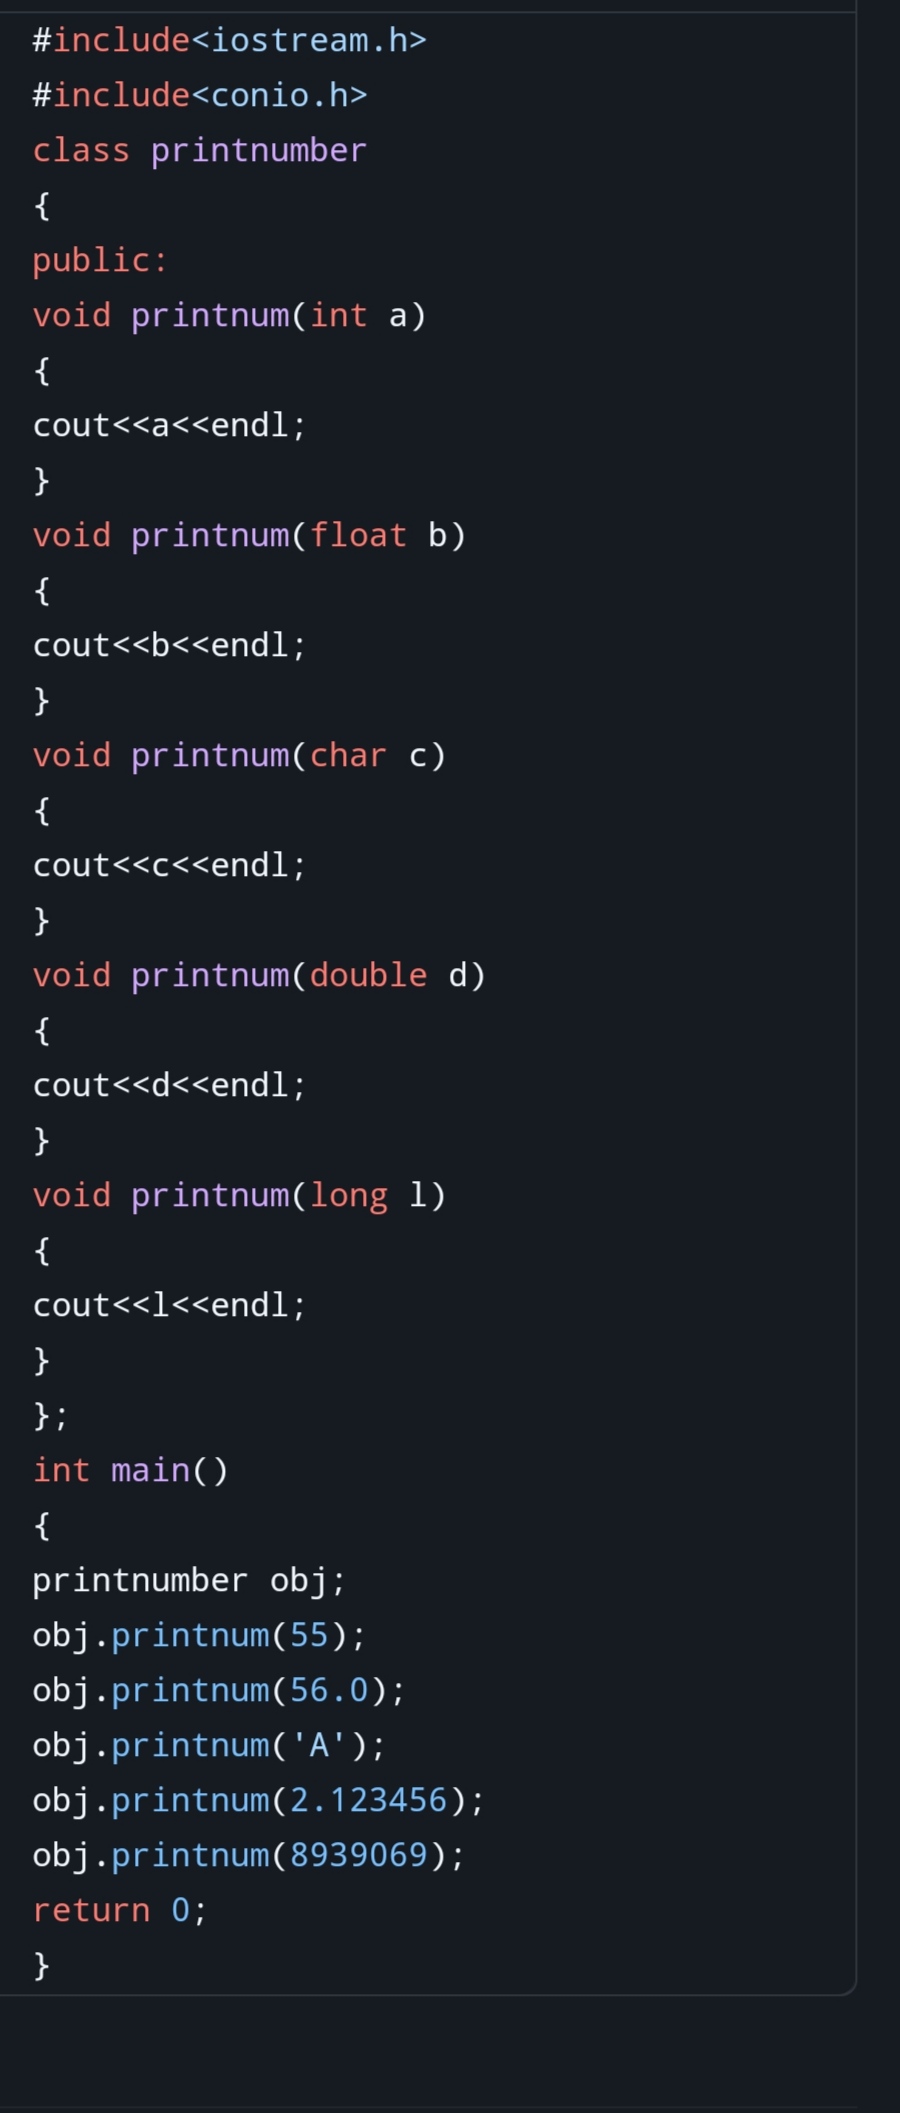 #include<iostream.h>
#include<conio.h>
class printnumber
{
public:
void printnum(int a)
{
cout<<a<<endl;
}
void printnum(float b)
{
cout<<b<<endl;
}
void printnum(char c)
{
cout<<c<<endl;
}
void printnum(double d)
{
cout<<d<<endl;
}
void printnum(long l)
{
cout<<l<<endl;
}
};
int main()
{
printnumber obj;
obj.printnum(55);
obj.printnum(56.0);
obj.printnum('A');
obj.printnum(2.123456);
obj.printnum(8939069);
return 0;
}